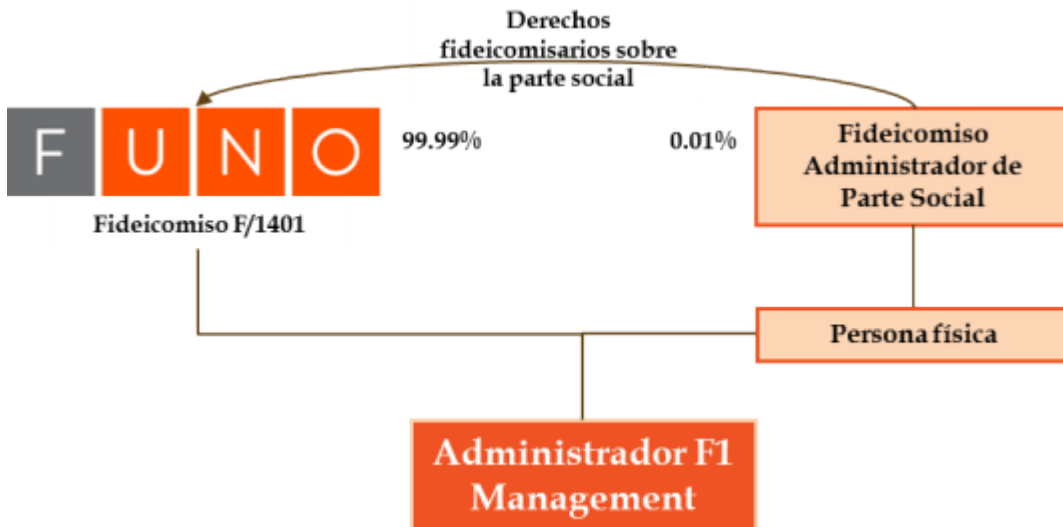 Derechos
fideicomisarios sobre
la parte social
FUNO
99.99%
0.01%
Fideicomiso
Administrador de
Parte Social
Fideicomiso F/1401
Persona física
Administrador F1
Management